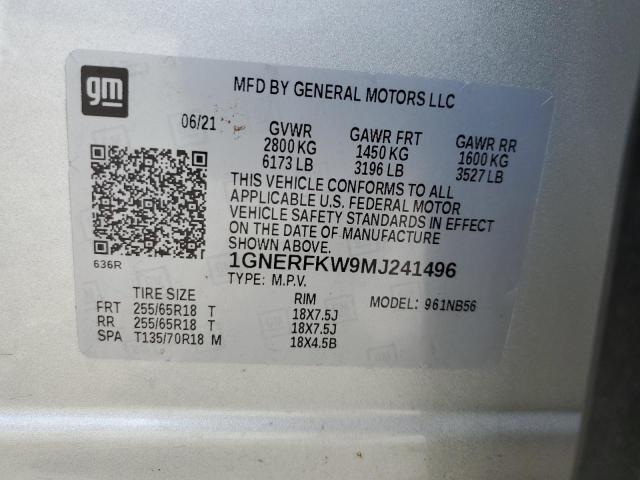 gm
MFD BY GENERAL MOTORS LLC
06/21 GVWR GAWR FRT GAWR RR
2800 KG 1450 KG 1600 KG
6173 LB 3196 LB 3527 LB
THIS VEHICLE CONFORMS TO ALL
APPLICABLE U.S. FEDERAL MOTOR
VEHICLE SAFETY STANDARDS IN EFFECT
ON THE DATE OF MANUFACTURE
SHOWN ABOVE.
1GNERFKW9MJ241496
636R
TYPE: M.P.V.
MODEL: 961NB56
TIRE SIZE RIM
FRT 255/65R18 T 18X7.5J
RR 255/65R18 T 18X7.5J
SPA T135/70R18 M 18X4.5B